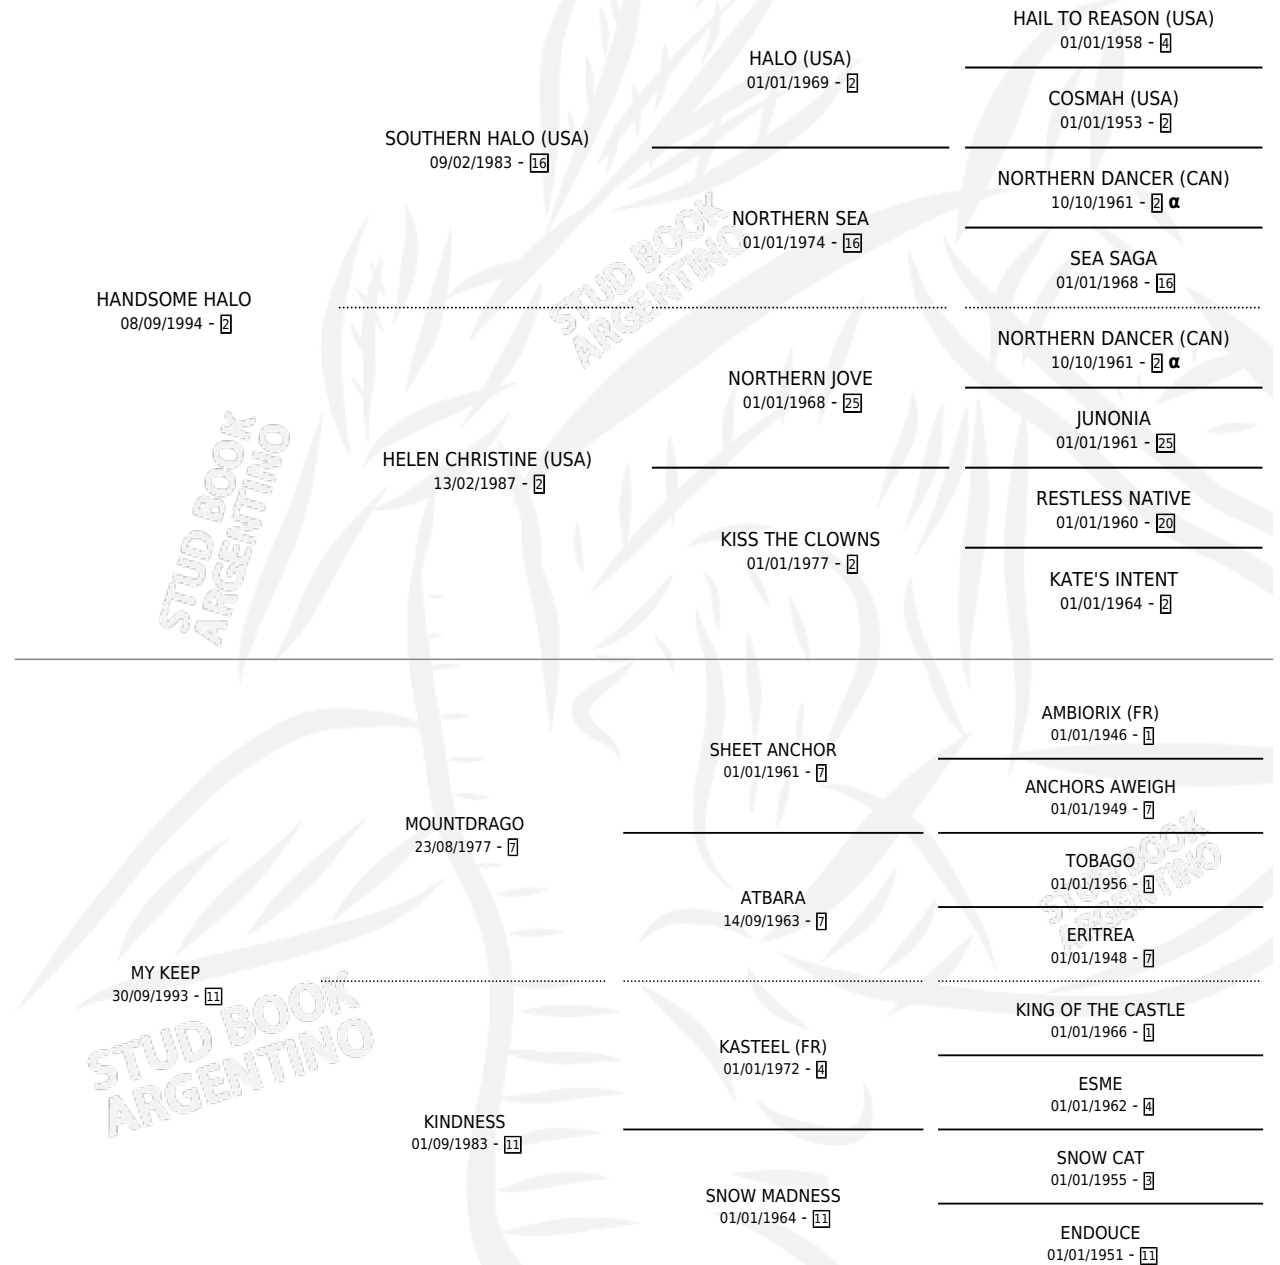 HAIL TO REASON (USA)
01/01/1958 - 4
HALO (USA)
01/01/1969 - 2
COSMAH (USA)
01/01/1953 - 2
SOUTHERN HALO (USA)
09/02/1983 - 16
NORTHERN DANCER (CAN)
10/10/1961 - 2 α
NORTHERN SEA
01/01/1974 - 16
SEA SAGA
01/01/1968 - 16
HANDSOME HALO
08/09/1994 - 2
NORTHERN DANCER (CAN)
10/10/1961 - 2 α
NORTHERN JOVE
01/01/1968 - 25
JUNONIA
01/01/1961 - 25
HELEN CHRISTINE (USA)
13/02/1987 - 2
RESTLESS NATIVE
01/01/1960 - 20
KISS THE CLOWNS
01/01/1977 - 2
KATE'S INTENT
01/01/1964 - 2
AMBIORIX (FR)
01/01/1946 - 1
SHEET ANCHOR
01/01/1961 - 7
ANCHORS AWEIGH
01/01/1949 - 7
MOUNTDRAGO
23/08/1977 - 7
TOBAGO
01/01/1956 - 1
ATBARA
14/09/1963 - 7
ERITREA
01/01/1948 - 7
MY KEEP
30/09/1993 - 11
KING OF THE CASTLE
01/01/1966 - 1
KASTEEL (FR)
01/01/1972 - 4
ESME
01/01/1962 - 4
KINDNESS
01/09/1983 - 11
SNOW CAT
01/01/1955 - 3
SNOW MADNESS
01/01/1964 - 11
ENDOUCE
01/01/1951 - 11
STUD BOOK
ARGENTINO
STUD BOOK
ARGENTINO
STUD BOOK
ARGENTINO
STUD BOOK
ARGENTINO